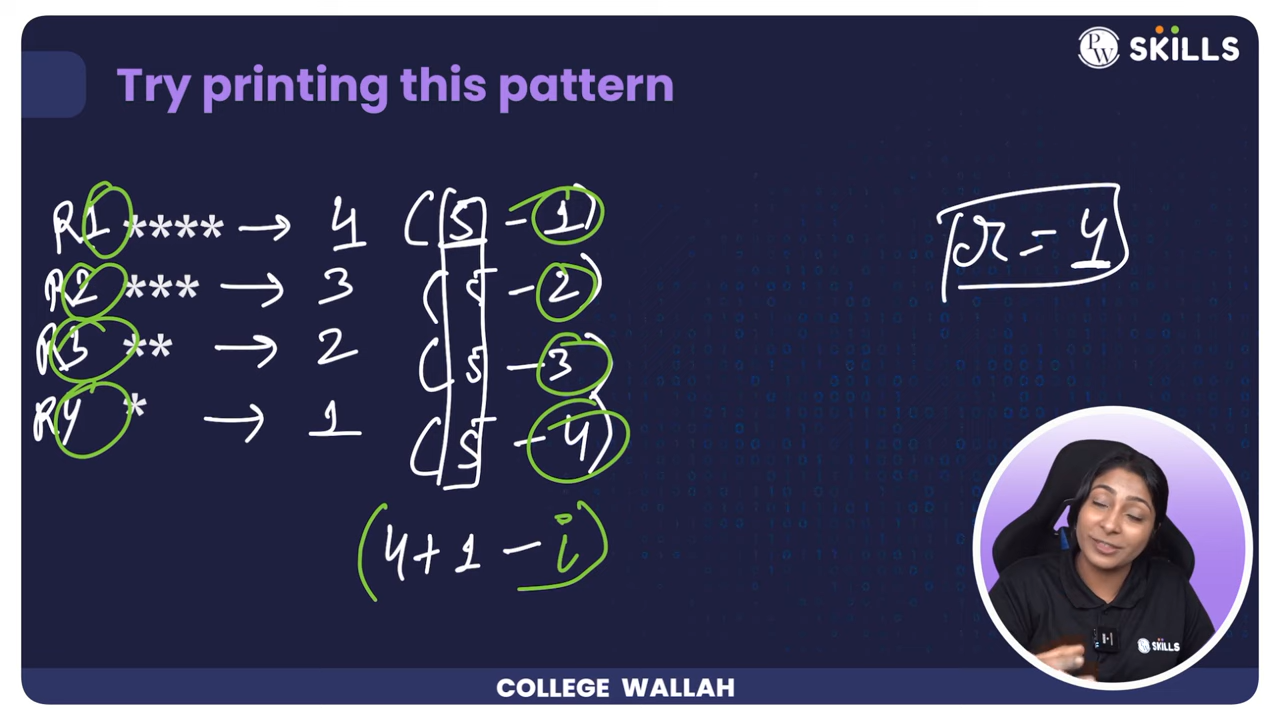 PW SKILLS
Try printing this pattern
R1 **** → 4 (5 - 1)
R2 *** → 3 (5 - 2)
R3 ** → 2 (5 - 3)
R4 * → 1 (5 - 4)
(4+1 - i)
r = 4
SKILLS
COLLEGE WALLAH